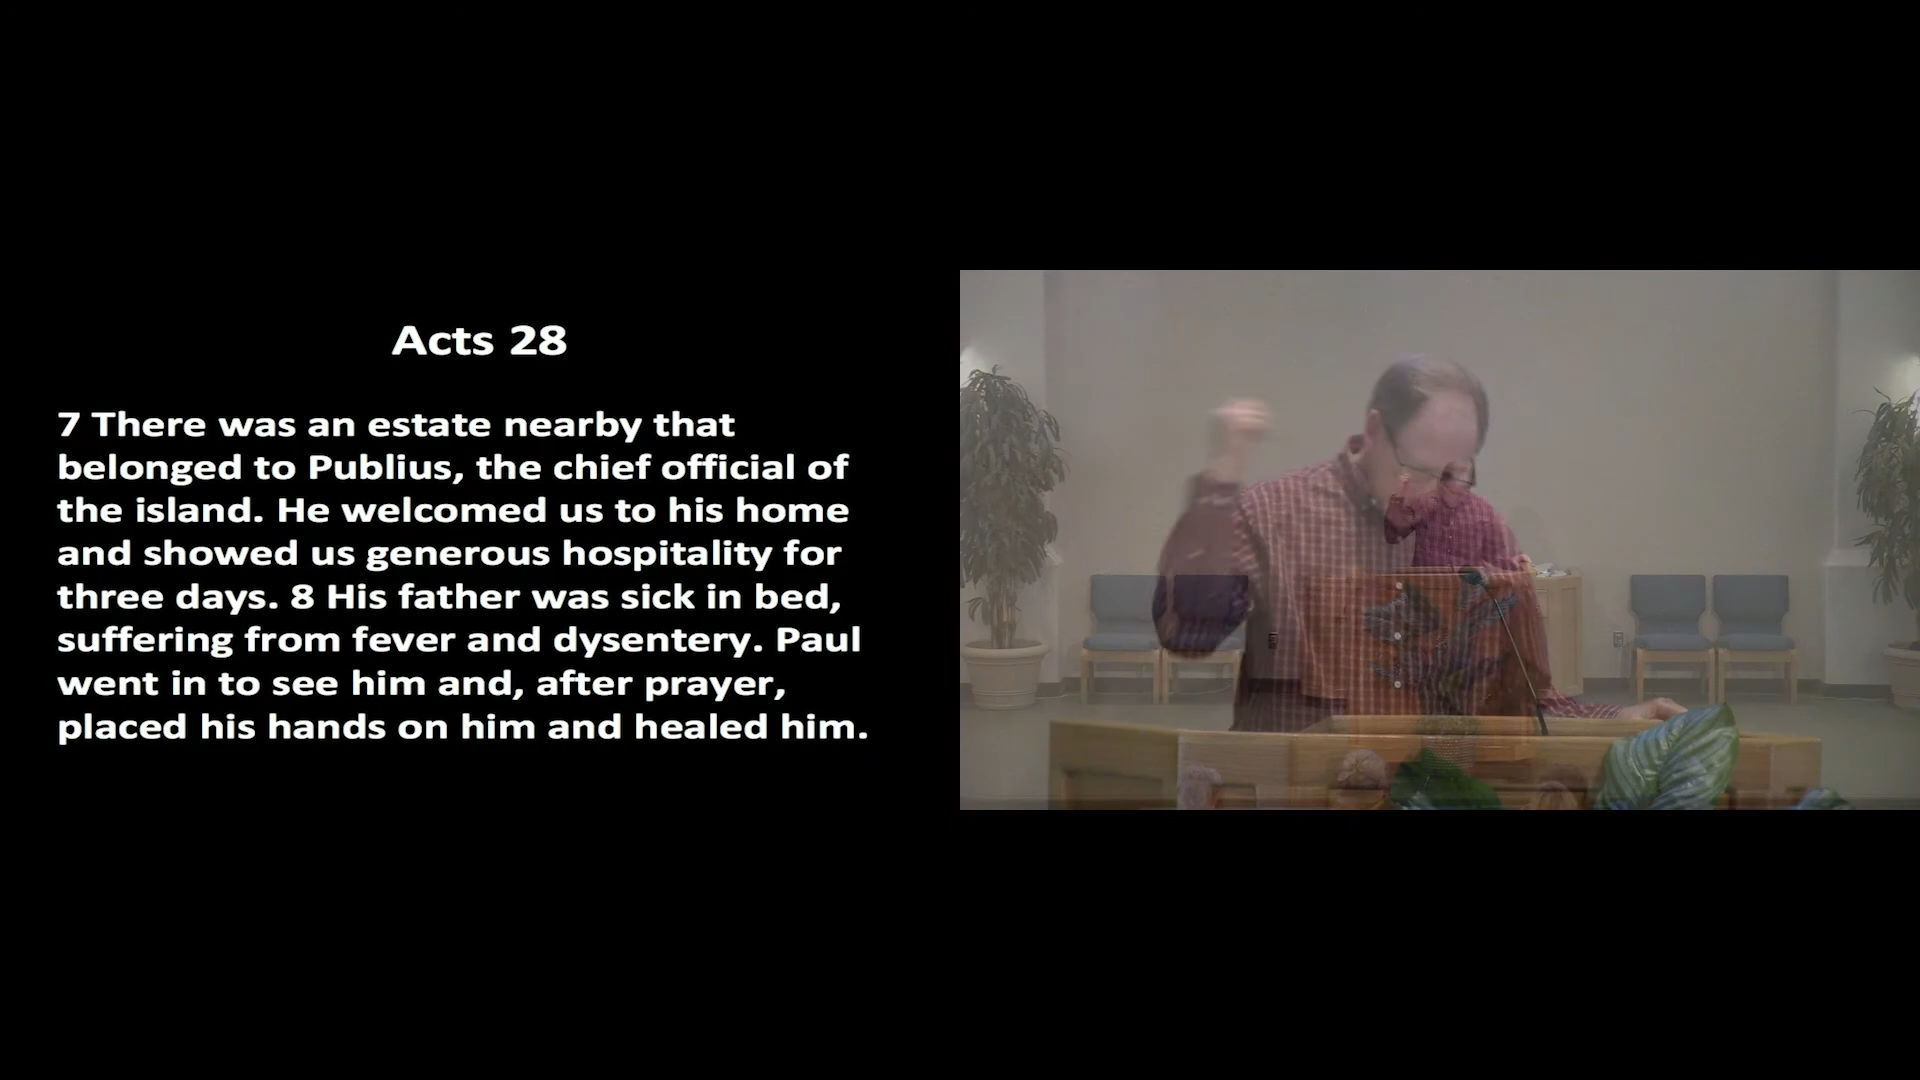 Acts 28
7 There was an estate nearby that
belonged to Publius, the chief official of
the island. He welcomed us to his home
and showed us generous hospitality for
three days. 8 His father was sick in bed,
suffering from fever and dysentery. Paul
went in to see him and, after prayer,
placed his hands on him and healed him.